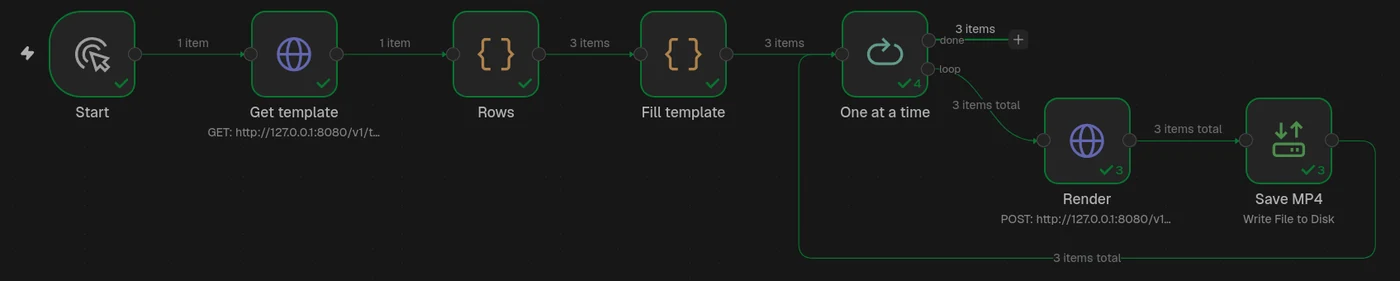 1 item
1 item
3 items
3 items
3 items
done
loop
4
3 items total
3 items total
3
3
Start
Get template
GET: http://127.0.0.1:8080/v1/t...
Rows
Fill template
One at a time
Render
POST: http://127.0.0.1:8080/v1...
Save MP4
Write File to Disk
3 items total